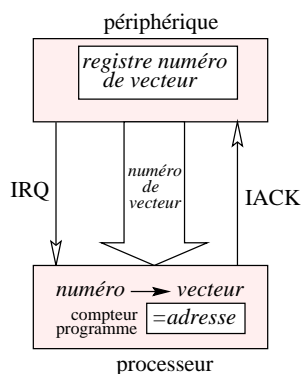 périphérique
registre numéro
de vecteur
IRQ
numéro
de
vecteur
IACK
numéro vecteur
compteur
programme
=adresse
processeur